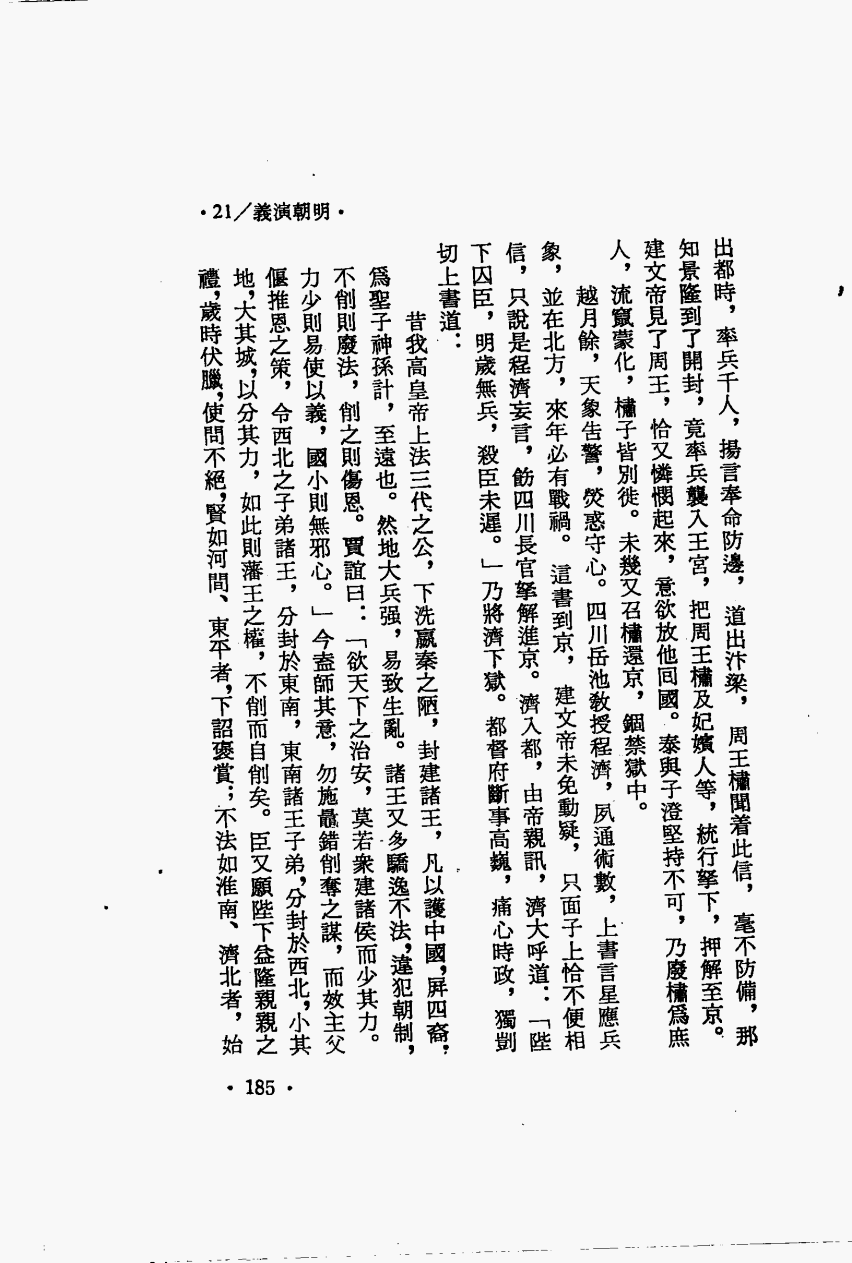 ·21/義演朝明·
出都時，率兵千人，揚言奉命防邊，道出汴梁，周王橚聞着此信，毫不防備，那
知景隆到了開封，竟率兵襲入王宮，把周王橚及妃嬪人等，統行拏下，押解至京。
建文帝見了周王，恰又憐憫起來，意欲放他囘國。泰與子澄堅持不可，乃廢橚爲庶
人，流竄蒙化，橚子皆別徙。未幾又召橚還京，錮禁獄中。
越月餘，天象告警，熒惑守心。四川岳池敎授程濟，夙通術數，上書言星應兵
象，並在北方，來年必有戰禍。這書到京，建文帝未免動疑，只面子上恰不便相
信，只說是程濟妄言，飭四川長官拏解進京。濟入都，由帝親訊，濟大呼道：「陛
下囚臣，明歲無兵，殺臣未遲。」乃將濟下獄。都督府斷事高巍，痛心時政，獨剴
切上書道：
昔我高皇帝上法三代之公，下洗嬴秦之陋，封建諸王，凡以護中國，屏四裔，
爲聖子神孫計，至遠也。然地大兵强，易致生亂。諸王又多驕逸不法，違犯朝制，
不削則廢法，削之則傷恩。賈誼曰：「欲天下之治安，莫若衆建諸侯而少其力。
力少則易使以義，國小則無邪心。」今盍師其意，勿施鼂錯削奪之謀，而效主父
偃推恩之策，令西北之子弟諸王，分封於東南，東南諸王子弟，分封於西北，小其
地，大其城，以分其力，如此則藩王之權，不削而自削矣。臣又願陛下益隆親親之
禮，歲時伏臘，使問不絕，賢如河間、東平者，下詔褒賞；不法如淮南、濟北者，始
·185·